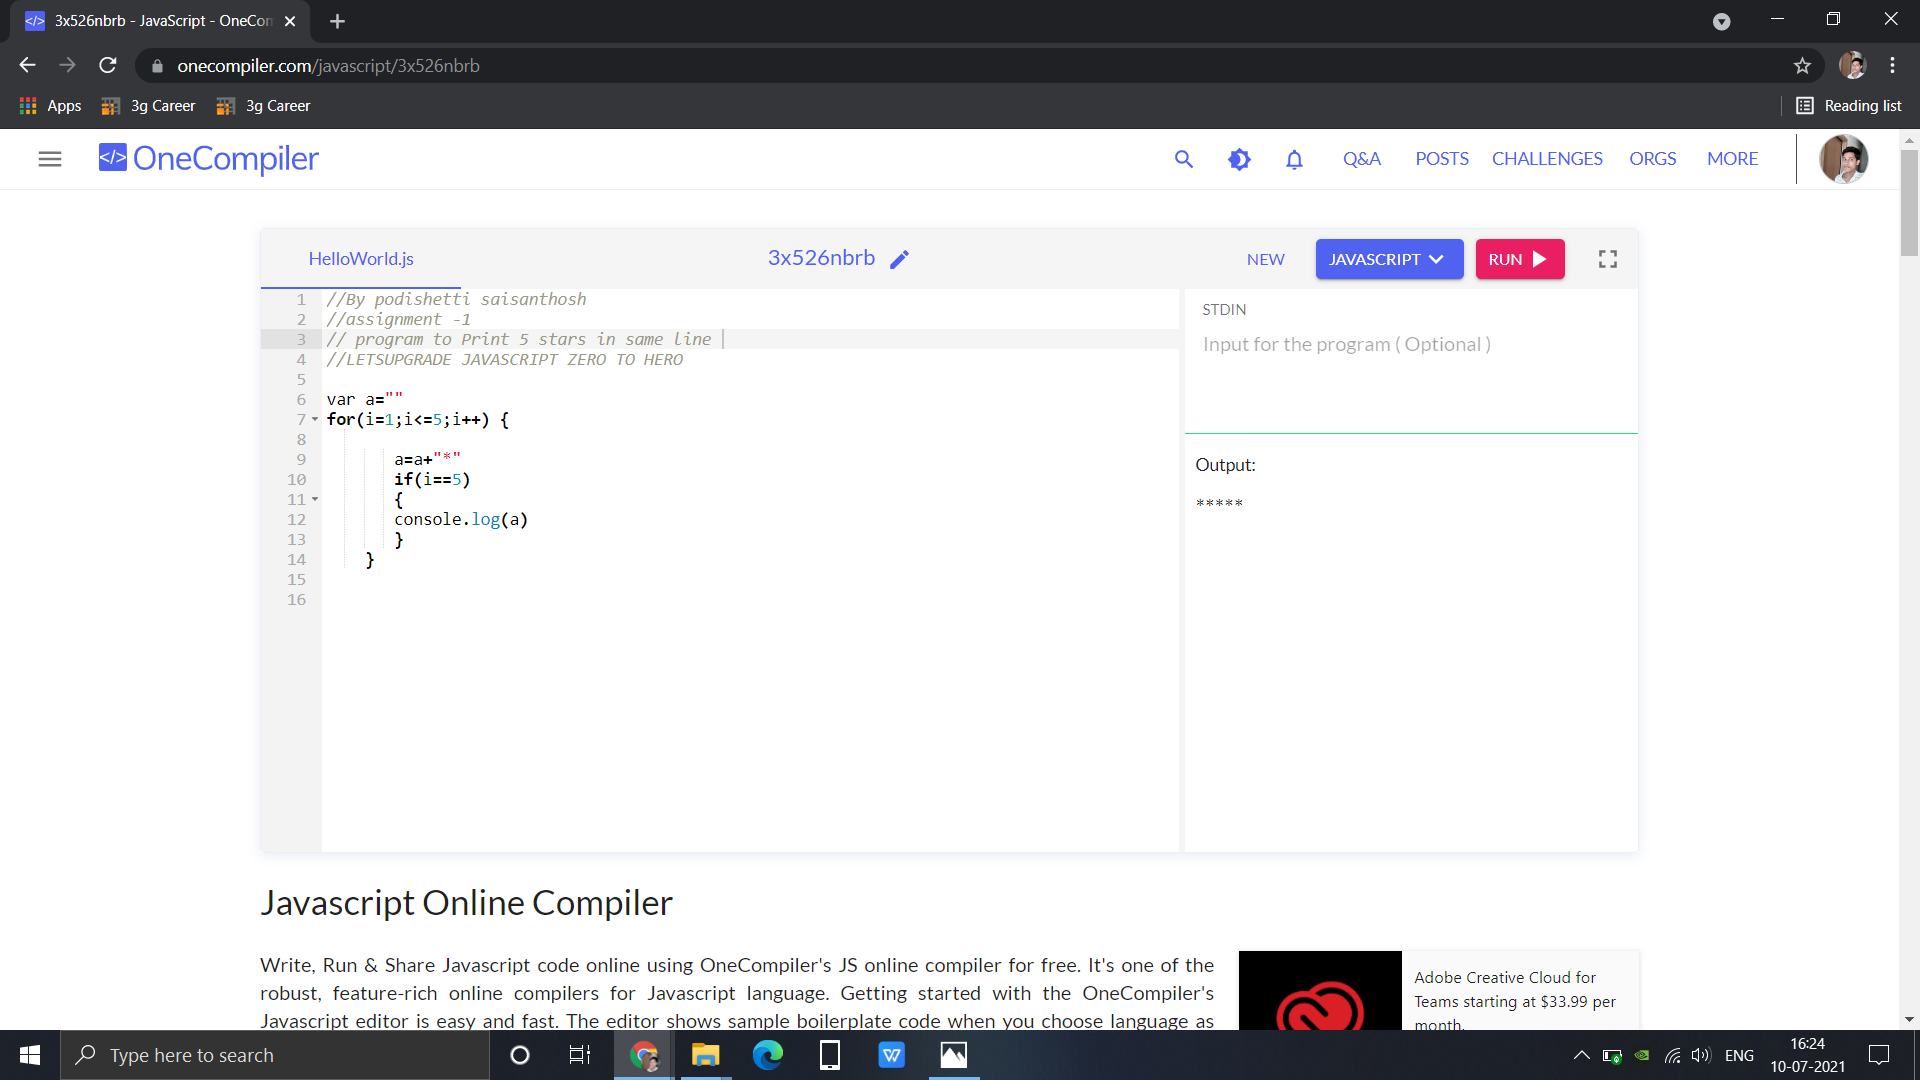 3x526nbrb - JavaScript - OneCon
onecompiler.com/javascript/3x526nbrb
Apps 3g Career 3g Career Reading list
</> OneCompiler Q&A POSTS CHALLENGES ORGS MORE
HelloWorld.js 3x526nbrb NEW JAVASCRIPT RUN
1 //By podishetti saisanthosh
2 //assignment -1
3 // program to Print 5 stars in same line
4 //LETSUPGRADE JAVASCRIPT ZERO TO HERO
5
6 var a=""
7 for(i=1;i<=5;i++) {
8
9 a=a+"*"
10 if(i==5)
11 {
12 console.log(a)
13 }
14 }
15
16
STDIN
Input for the program ( Optional )
Output:
*****
Javascript Online Compiler
Write, Run & Share Javascript code online using OneCompiler's JS online compiler for free. It's one of the
robust, feature-rich online compilers for Javascript language. Getting started with the OneCompiler's
Javascript editor is easy and fast. The editor shows sample boilerplate code when you choose language as
Adobe Creative Cloud for
Teams starting at $33.99 per
month.
Type here to search
ENG
16:24
10-07-2021